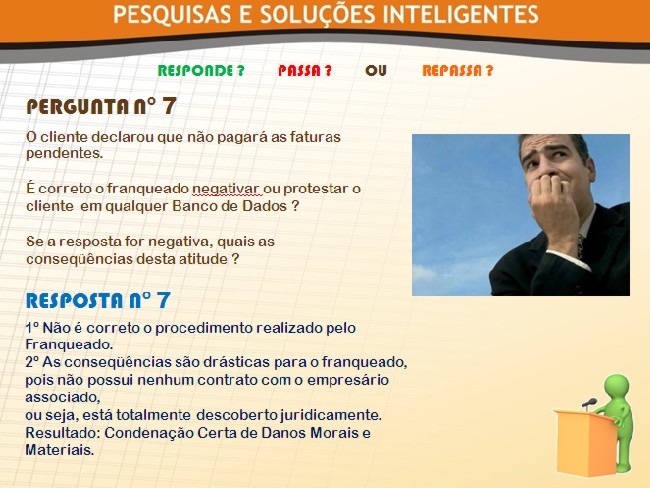 PESQUISAS E SOLUÇÕES INTELIGENTES
RESPONDE ? PASSA ? OU REPASSA ?
PERGUNTA Nº 7
O cliente declarou que não pagará as faturas
pendentes.
É correto o franqueado negativar ou protestar o
cliente em qualquer Banco de Dados ?
Se a resposta for negativa, quais as
conseqüências desta atitude ?
RESPOSTA Nº 7
1º Não é correto o procedimento realizado pelo
Franqueado.
2º As conseqüências são drásticas para o franqueado,
pois não possui nenhum contrato com o empresário
associado,
ou seja, está totalmente descoberto juridicamente.
Resultado: Condenação Certa de Danos Morais e
Materiais.